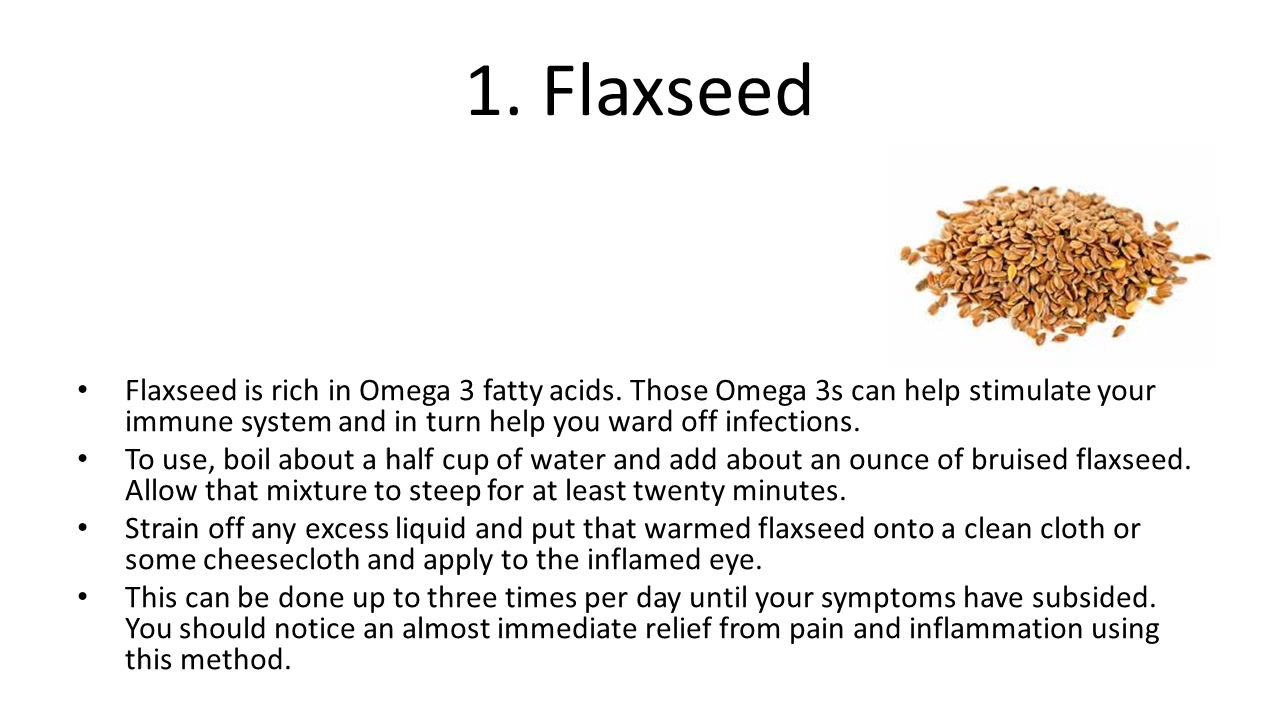 1. Flaxseed
• Flaxseed is rich in Omega 3 fatty acids. Those Omega 3s can help stimulate your
immune system and in turn help you ward off infections.
• To use, boil about a half cup of water and add about an ounce of bruised flaxseed.
Allow that mixture to steep for at least twenty minutes.
• Strain off any excess liquid and put that warmed flaxseed onto a clean cloth or
some cheesecloth and apply to the inflamed eye.
• This can be done up to three times per day until your symptoms have subsided.
You should notice an almost immediate relief from pain and inflammation using
this method.